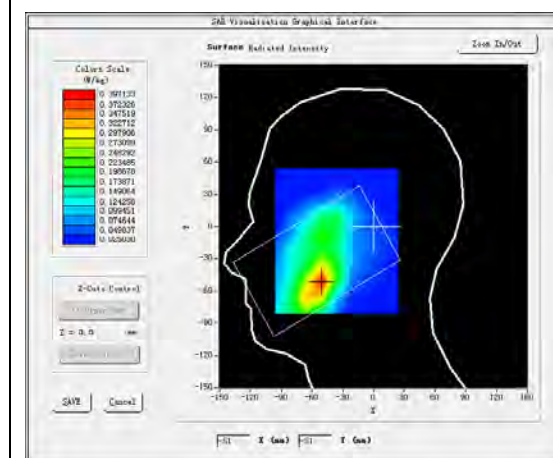 SAR Visualisation Graphical Interface
Surface Radiated Intensity
Zoom In/Out
Colors Scale
(W/kg)
0.397133
0.372326
0.347519
0.322712
0.297906
0.273099
0.248292
0.223485
0.198678
0.173871
0.149064
0.124258
0.099451
0.074644
0.049837
0.025030
150
120
90
60
30
0
-30
-60
-90
-120
-150
Y
-150 -120 -90 -60 -30 0 30 60 90 120 150
X
Z-Cuts Control
Z = 0.0 mm
SAVE Cancel
-51 X (mm) -51 Y (mm)